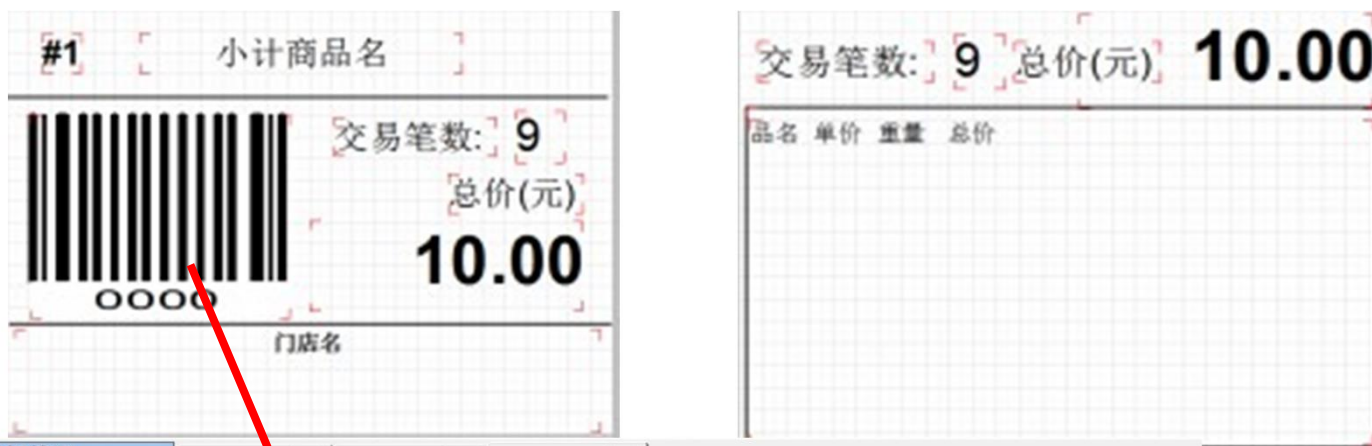 #1 小计商品名
交易笔数: 9
总价(元)
10.00
0000
门店名
交易笔数: 9 总价(元) 10.00
品名 单价 重量 总价